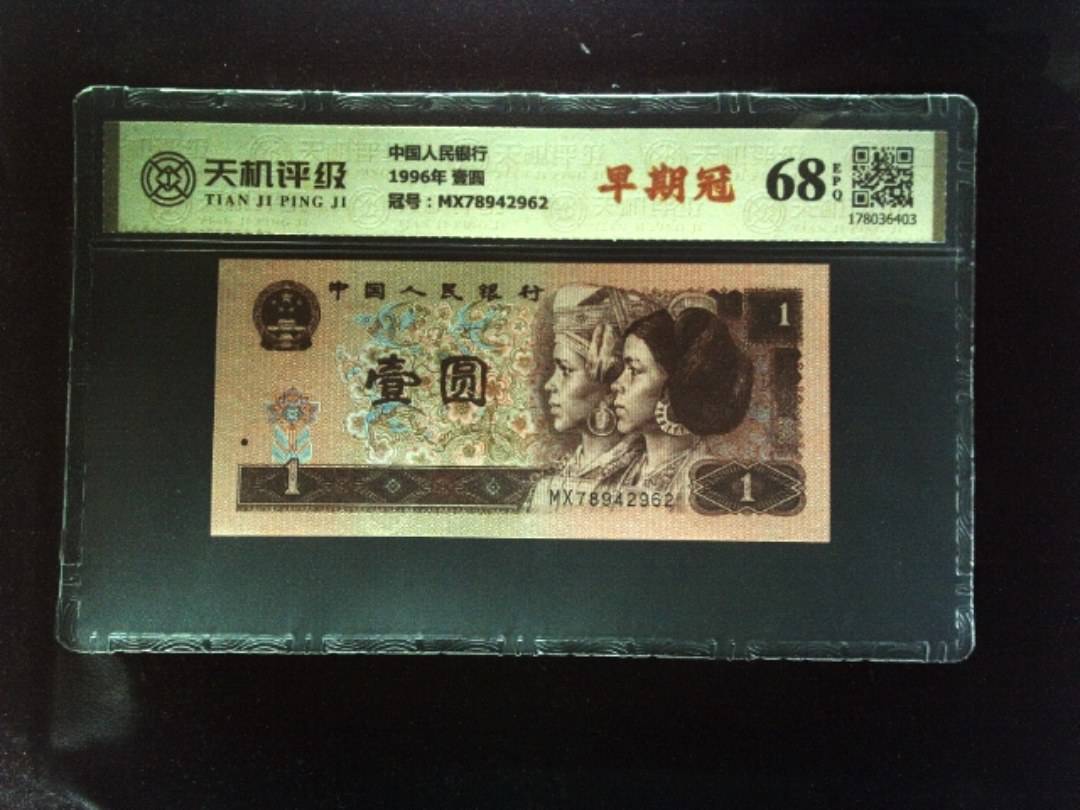 天机评级
TIAN JI PING JI
中国人民银行
1996年 壹圆
冠号：MX78942962
早期冠
68
EPQ
178036403
中国人民银行
1
壹圆
1
MX78942962
1